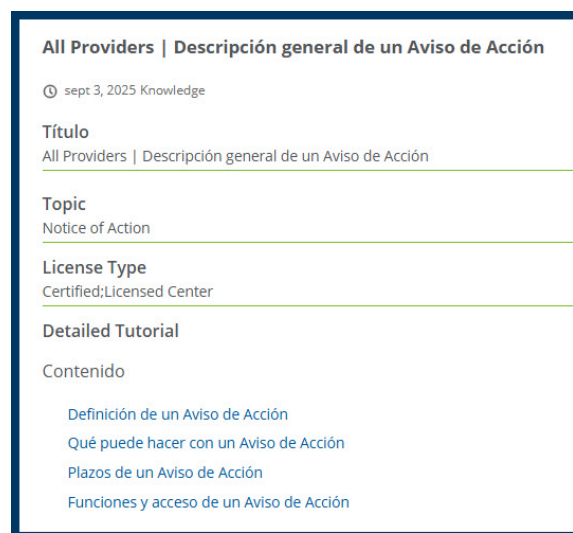 All Providers | Descripción general de un Aviso de Acción
sept 3, 2025 Knowledge
Título
All Providers | Descripción general de un Aviso de Acción
Topic
Notice of Action
License Type
Certified;Licensed Center
Detailed Tutorial
Contenido
Definición de un Aviso de Acción
Qué puede hacer con un Aviso de Acción
Plazos de un Aviso de Acción
Funciones y acceso de un Aviso de Acción